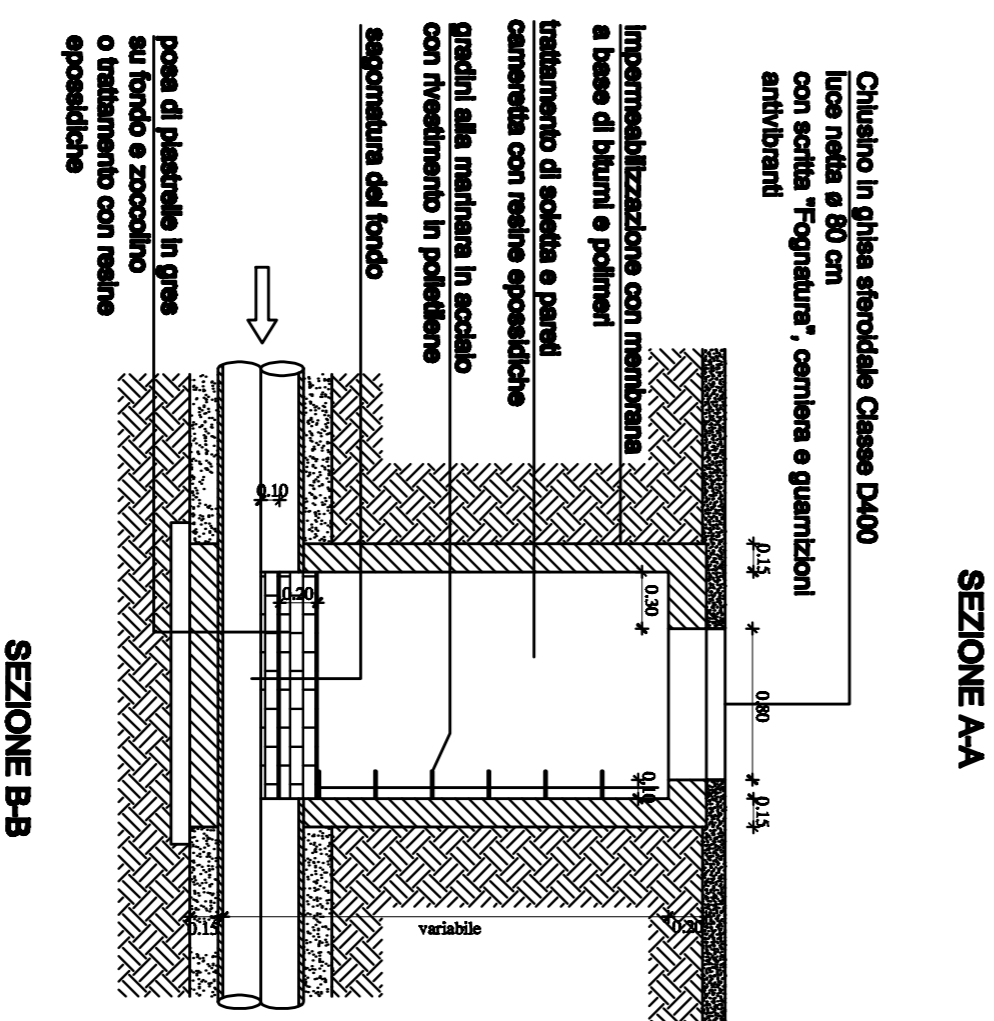 SEZIONE A-A
Chiusino in ghisa sferoidale Classe D400
luce netta ø 80 cm
con scritta "Fognatura", cerniera e guarnizioni
antivibranti
impermeabilizzazione con membrana
a base di bitumi e polimeri
trattamento di soletta e pareti
cameretta con resine epossidiche
gradini alla marinara in acciaio
con rivestimento in polietilene
sagomatura del fondo
posa di piastrelle in gres
su fondo e zoccolino
o trattamento con resine
epossidiche
0.15
0.80
0.15
0.30
0.10
0.20
0.10
0.20
variabile
0.15
SEZIONE B-B